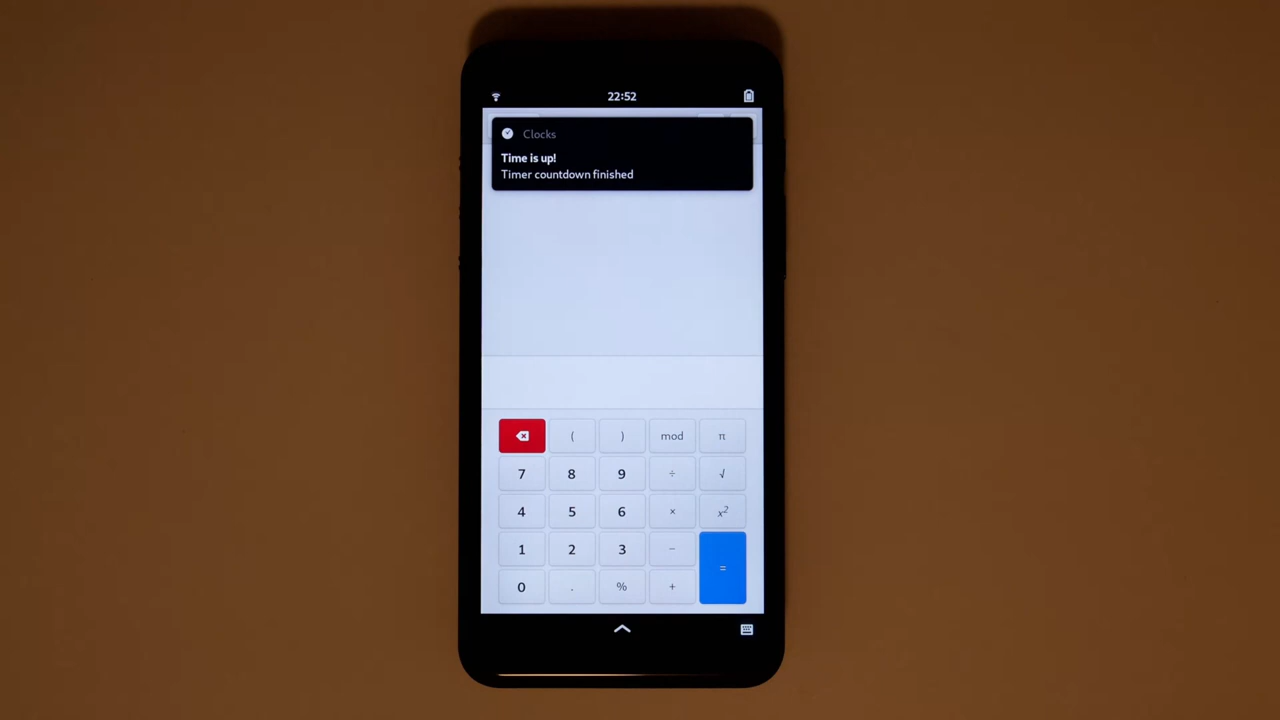 22:52
Clocks
Time is up!
Timer countdown finished
( ) mod π
7 8 9 ÷ √
4 5 6 × x²
1 2 3 − =
0 . % +